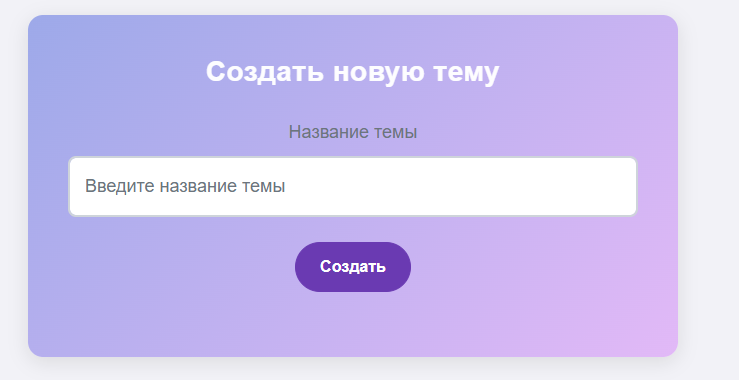 Создать новую тему
Название темы
Введите название темы
Создать